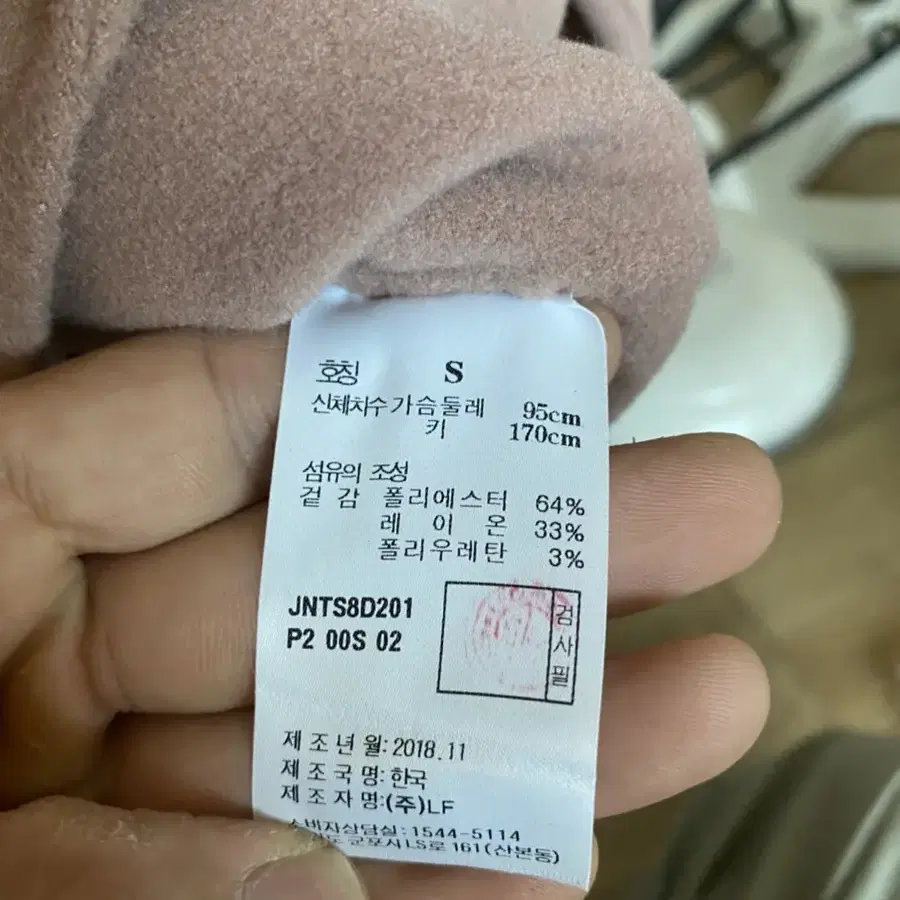 호칭 S
신체치수 가슴둘레 95cm
키 170cm
섬유의 조성
겉 감 폴리에스터 64%
레 이 온 33%
폴리우레탄 3%
JNTS8D201
P2 00S 02
검사필
제 조 년 월: 2018.11
제 조 국 명: 한국
제 조 자 명:(주)LF
소비자상담실:1544-5114
군포시LS로 161(산본동)